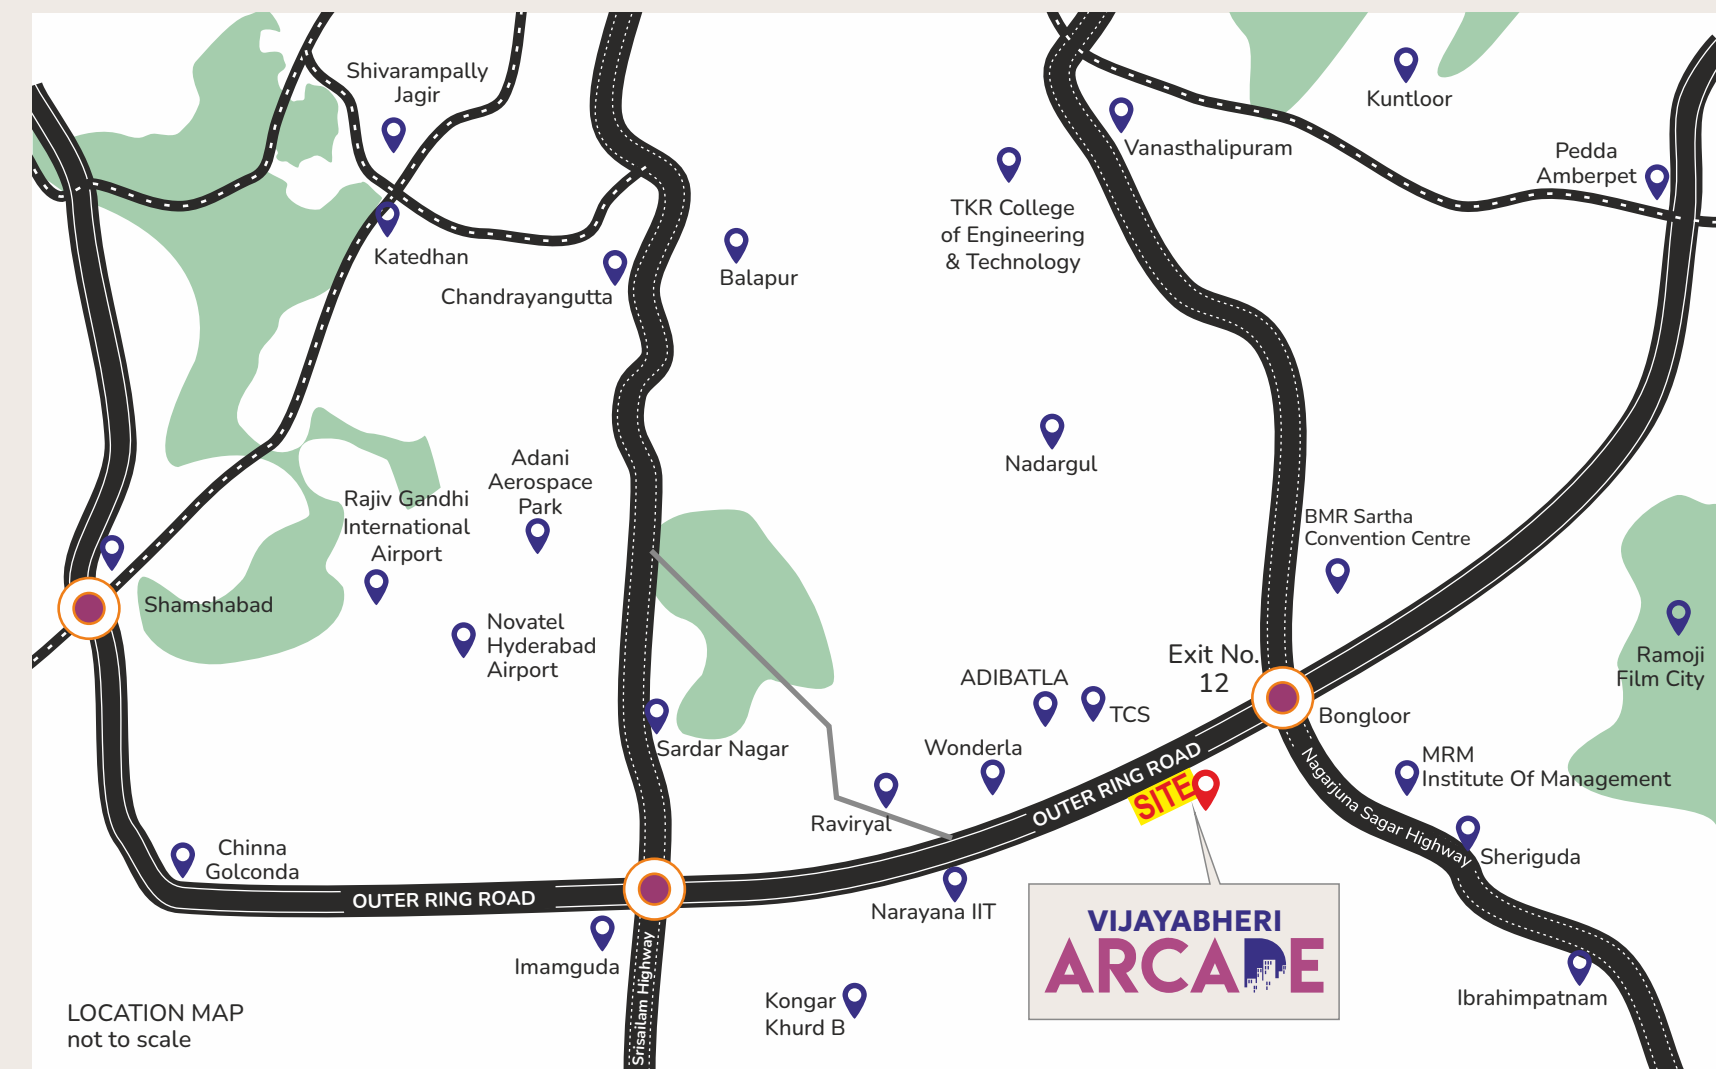 Shivarampally
Jagir
Kuntloor
Vanasthalipuram
Pedda
Amberpet
TKR College
of Engineering
& Technology
Katedhan
Chandrayangutta
Balapur
Nadargul
Adani
Aerospace
Park
Rajiv Gandhi
International
Airport
BMR Sartha
Convention Centre
Shamshabad
Novatel
Hyderabad
Airport
Exit No.
12
Ramoji
Film City
ADIBATLA
TCS
Bongloor
Sardar Nagar
Wonderla
MRM
Institute Of Management
OUTER RING ROAD
SITE
Nagarjuna Sagar Highway
Raviryal
Chinna
Golconda
Sheriguda
OUTER RING ROAD
Narayana IIT
VIJAYABHERI
ARCADE
Imamguda
Srisailam Highway
Kongar
Khurd B
Ibrahimpatnam
LOCATION MAP
not to scale